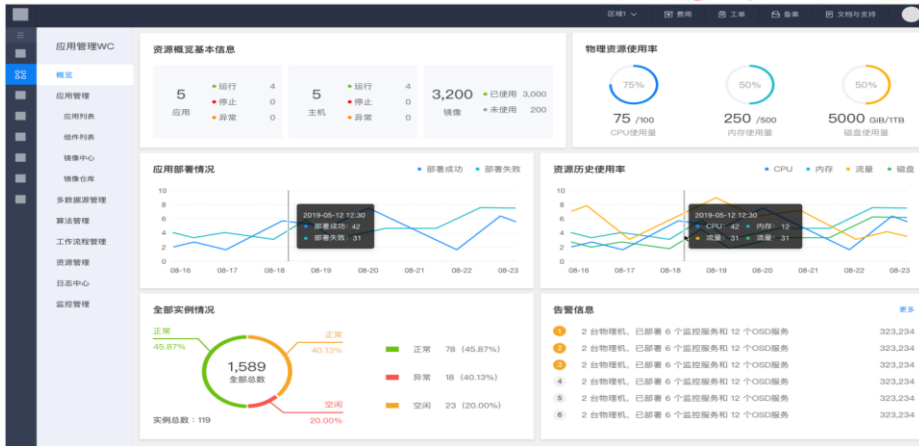 区域1 费用 工单 备案 文档与支持
应用管理WC
概览
应用管理
应用列表
组件列表
镜像中心
镜像仓库
多数据源管理
算法管理
工作流程管理
资源管理
日志中心
监控管理
资源概览基本信息
5
应用
运行 4
停止 0
异常 0
5
主机
运行 4
停止 0
异常 0
3,200
镜像
已使用 3,000
未使用 200
物理资源使用率
75%
75 /100
CPU使用量
50%
250 /500
内存使用量
50%
5000 GiB/1TB
磁盘使用量
应用部署情况
部署成功 部署失败
10
8
6
4
2
0
2019-05-12 12:30
部署成功: 42
部署失败: 31
08-16 08-17 08-18 08-19 08-20 08-21 08-22 08-23
资源历史使用率
CPU 内存 流量 磁盘
10
8
6
4
2
0
2019-05-12 12:30
CPU: 42 内存: 12
流量: 31 流量: 31
08-16 08-17 08-18 08-19 08-20 08-21 08-22 08-23
全部实例情况
正常
45.87%
正常
40.13%
1,589
全部总数
空闲
20.00%
实例总数：119
正常 78 (45.87%)
异常 18 (40.13%)
空闲 23 (20.00%)
告警信息 更多
1 2 台物理机，已部署 6 个监控服务和 12 个OSD服务 323,234
2 2 台物理机，已部署 6 个监控服务和 12 个OSD服务 323,234
3 2 台物理机，已部署 6 个监控服务和 12 个OSD服务 323,234
4 2 台物理机，已部署 6 个监控服务和 12 个OSD服务 323,234
5 2 台物理机，已部署 6 个监控服务和 12 个OSD服务 323,234
6 2 台物理机，已部署 6 个监控服务和 12 个OSD服务 323,234